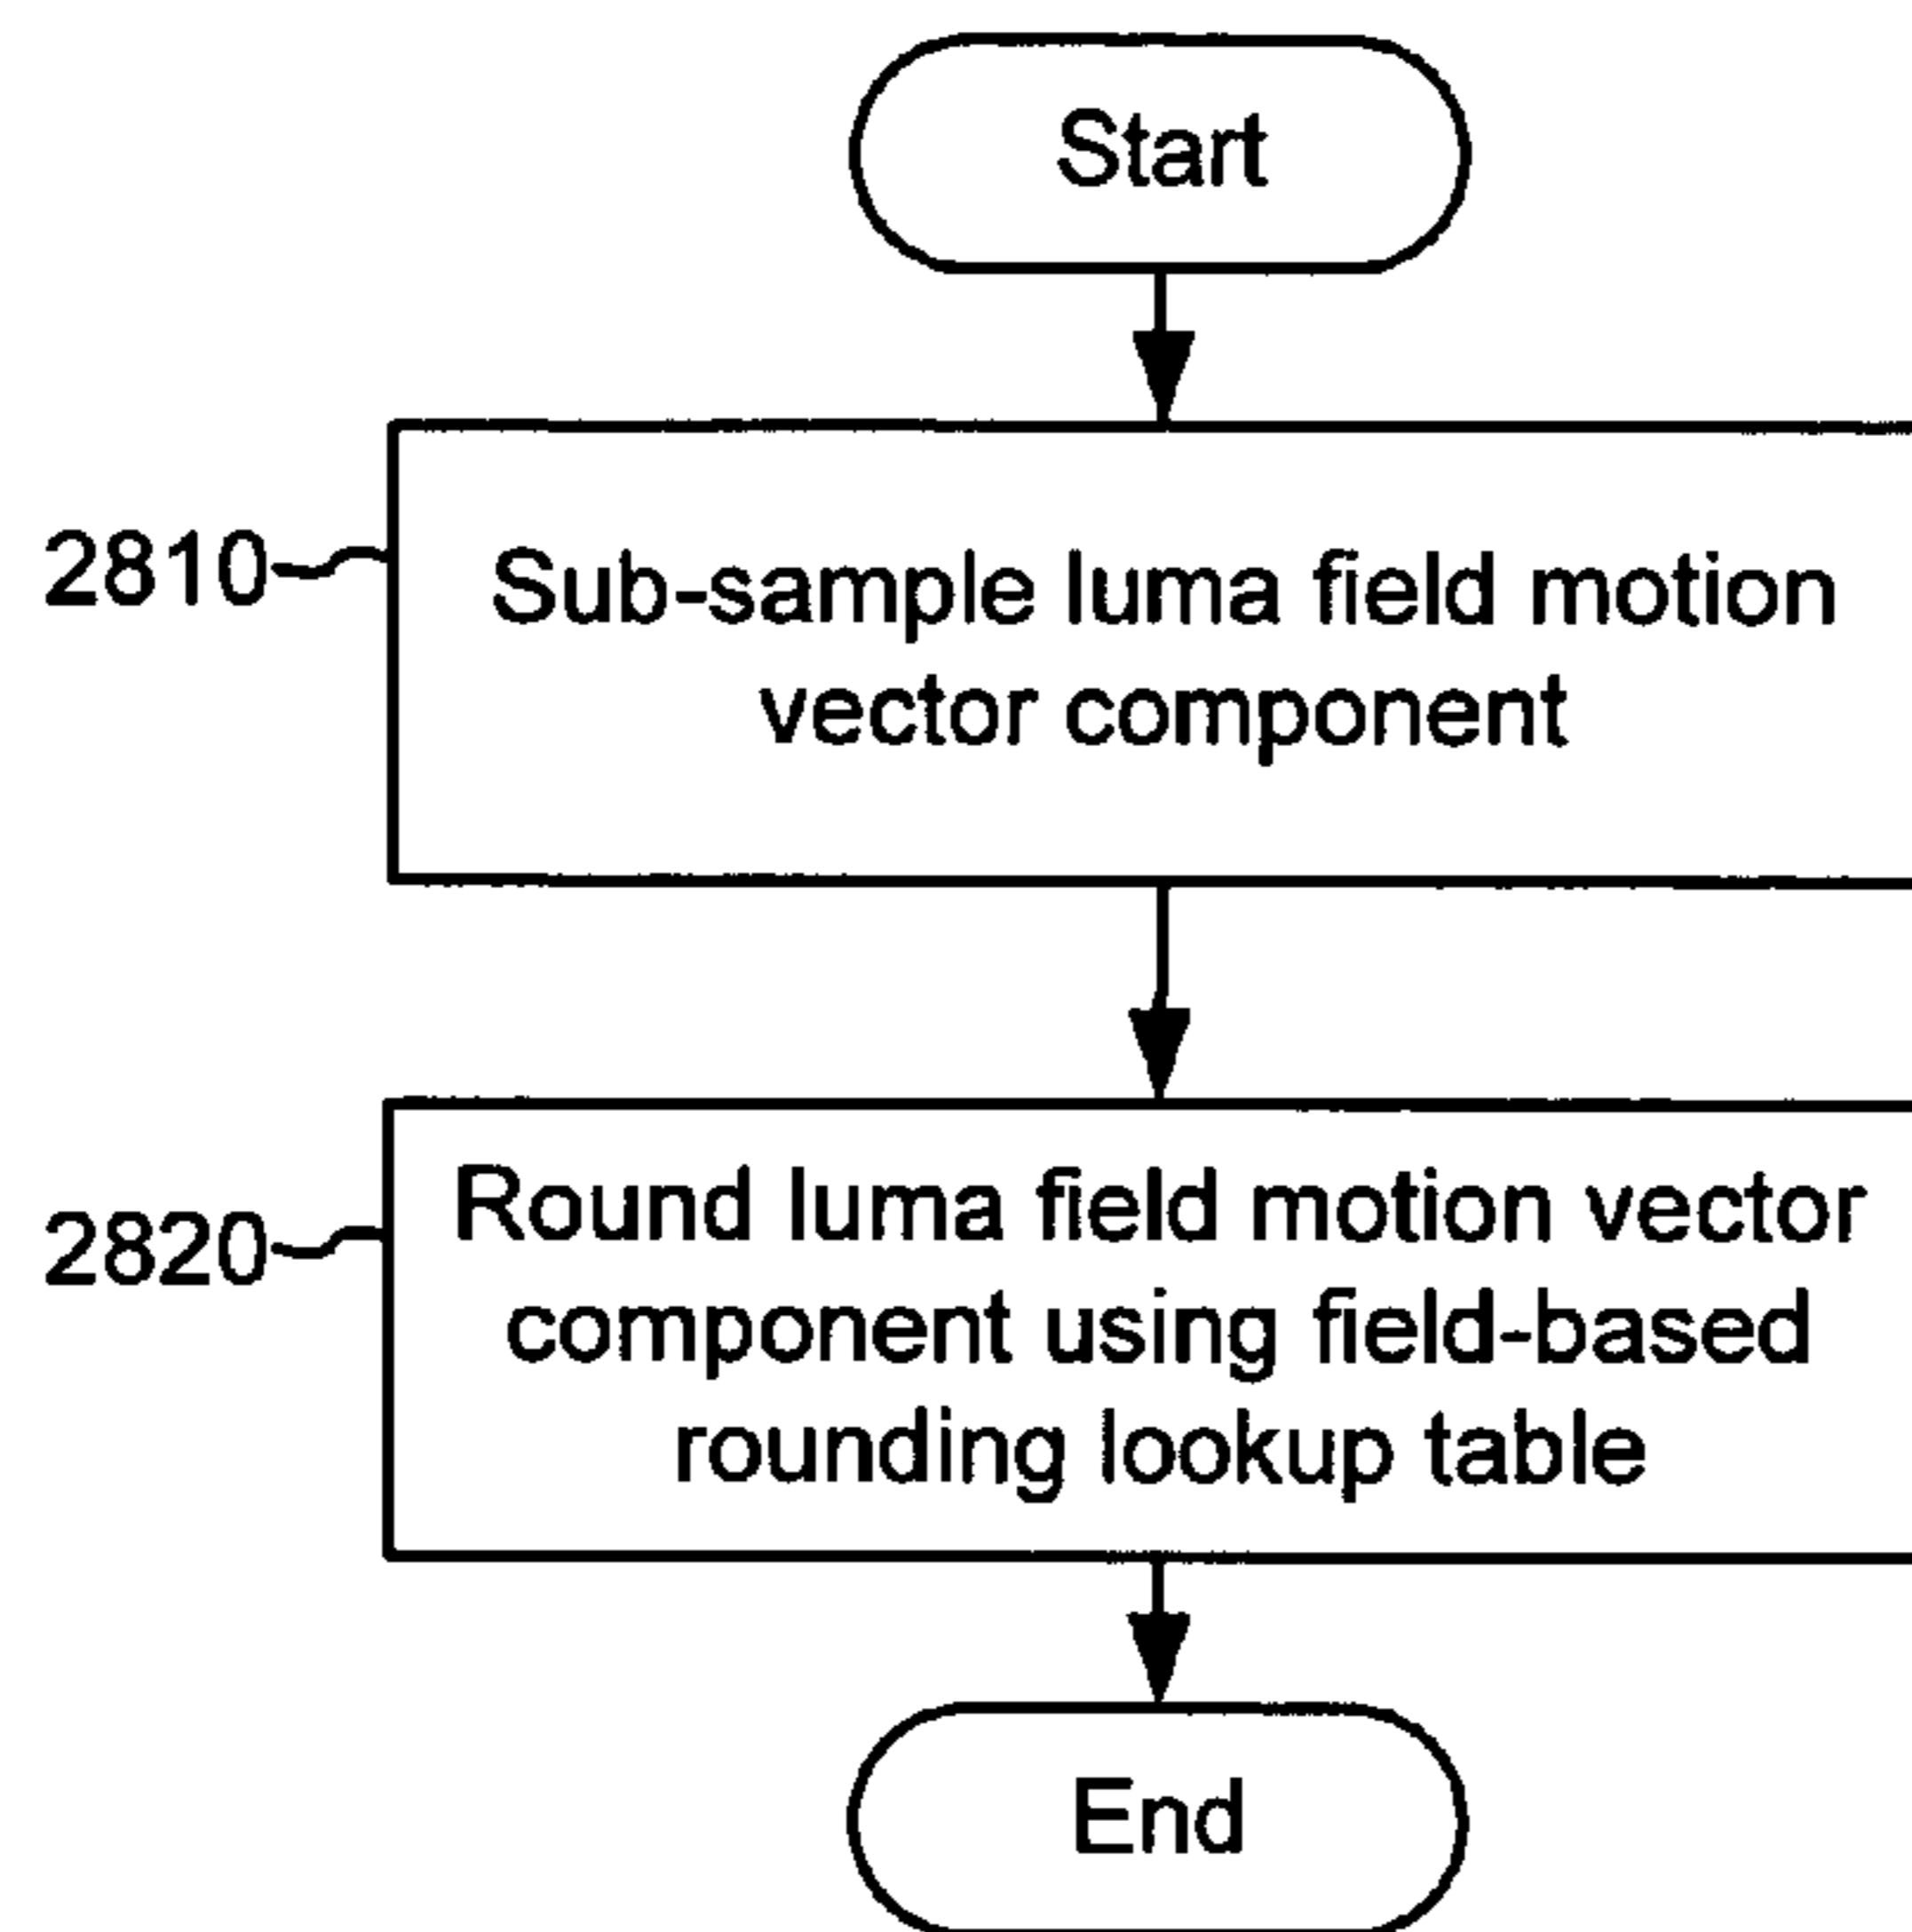 Start
2810
Sub-sample luma field motion
vector component
2820
Round luma field motion vector
component using field-based
rounding lookup table
End